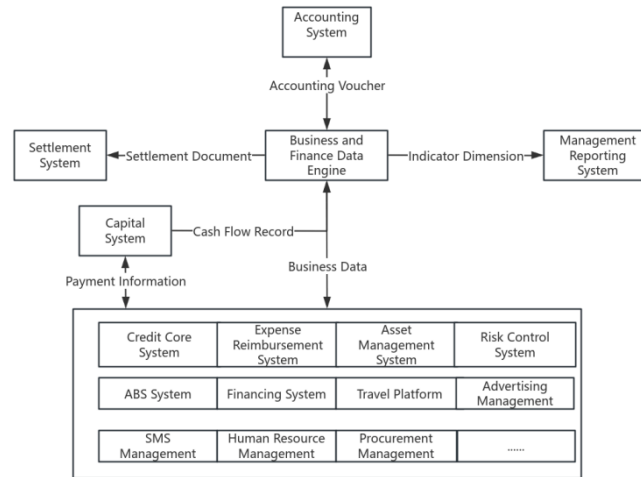 Accounting
System
Accounting Voucher
Settlement
System
Settlement Document
Business and
Finance Data
Engine
Indicator Dimension
Management
Reporting
System
Capital
System
Cash Flow Record
Payment Information
Business Data
Credit Core
System
Expense
Reimbursement
System
Asset
Management
System
Risk Control
System
ABS System
Financing System
Travel Platform
Advertising
Management
SMS
Management
Human Resource
Management
Procurement
Management
......